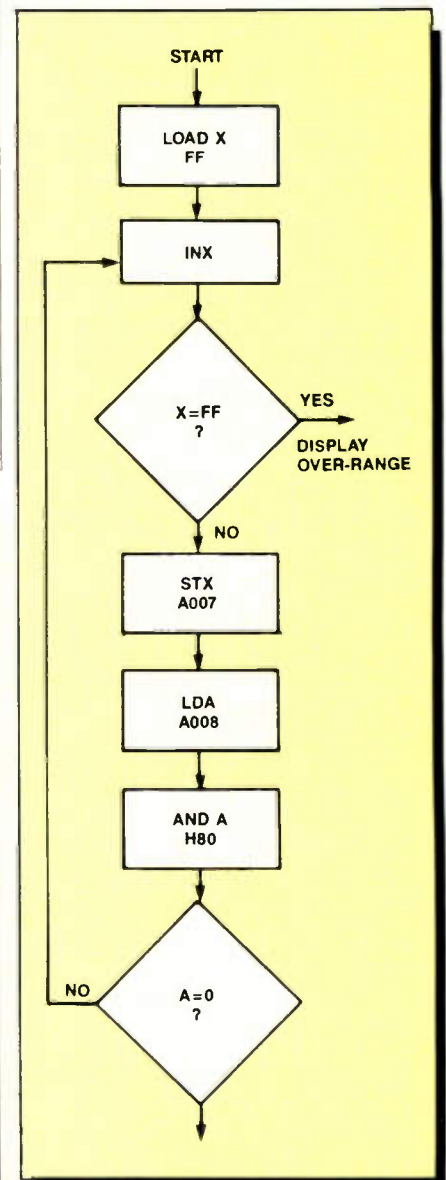 START
LOAD X
FF
INX
X=FF
?
YES
DISPLAY
OVER-RANGE
NO
STX
A007
LDA
A008
AND A
H80
A=0
?
NO